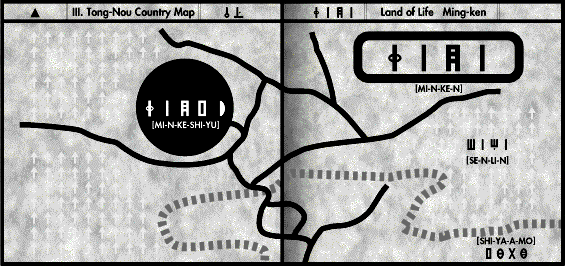 III. Tong-Nou Country Map
Land of Life Ming-ken
[MI-N-KE-SHI-YU]
[MI-N-KE-N]
[SE-N-LI-N]
[SHI-YA-A-MO]